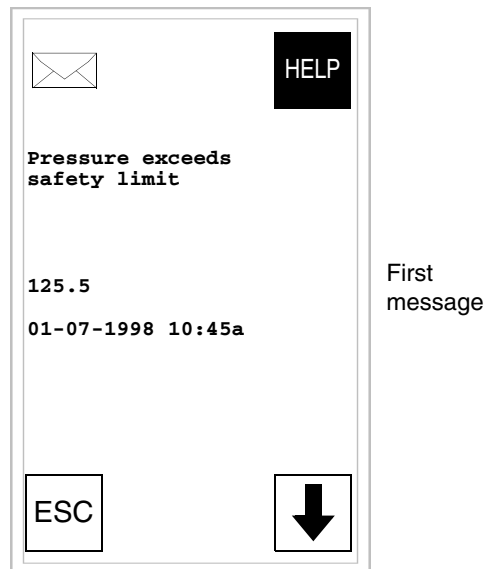 HELP
Pressure exceeds
safety limit
125.5
01-07-1998 10:45a
First
message
ESC